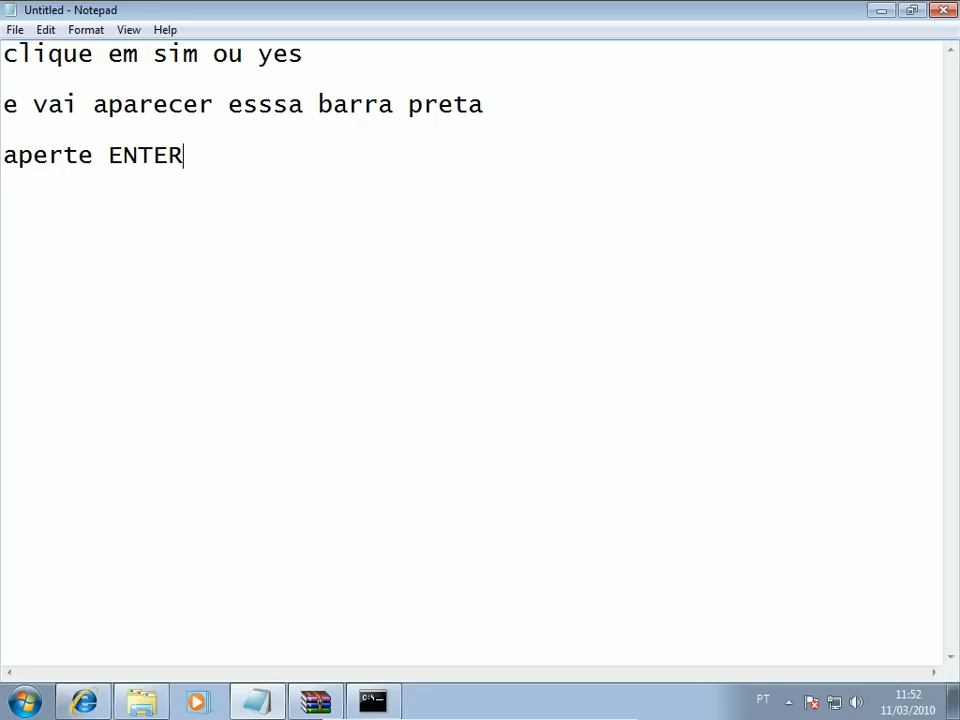 Untitled - Notepad
File Edit Format View Help
clique em sim ou yes
e vai aparecer esssa barra preta
aperte ENTER
C:\
PT
11:52
11/03/2010